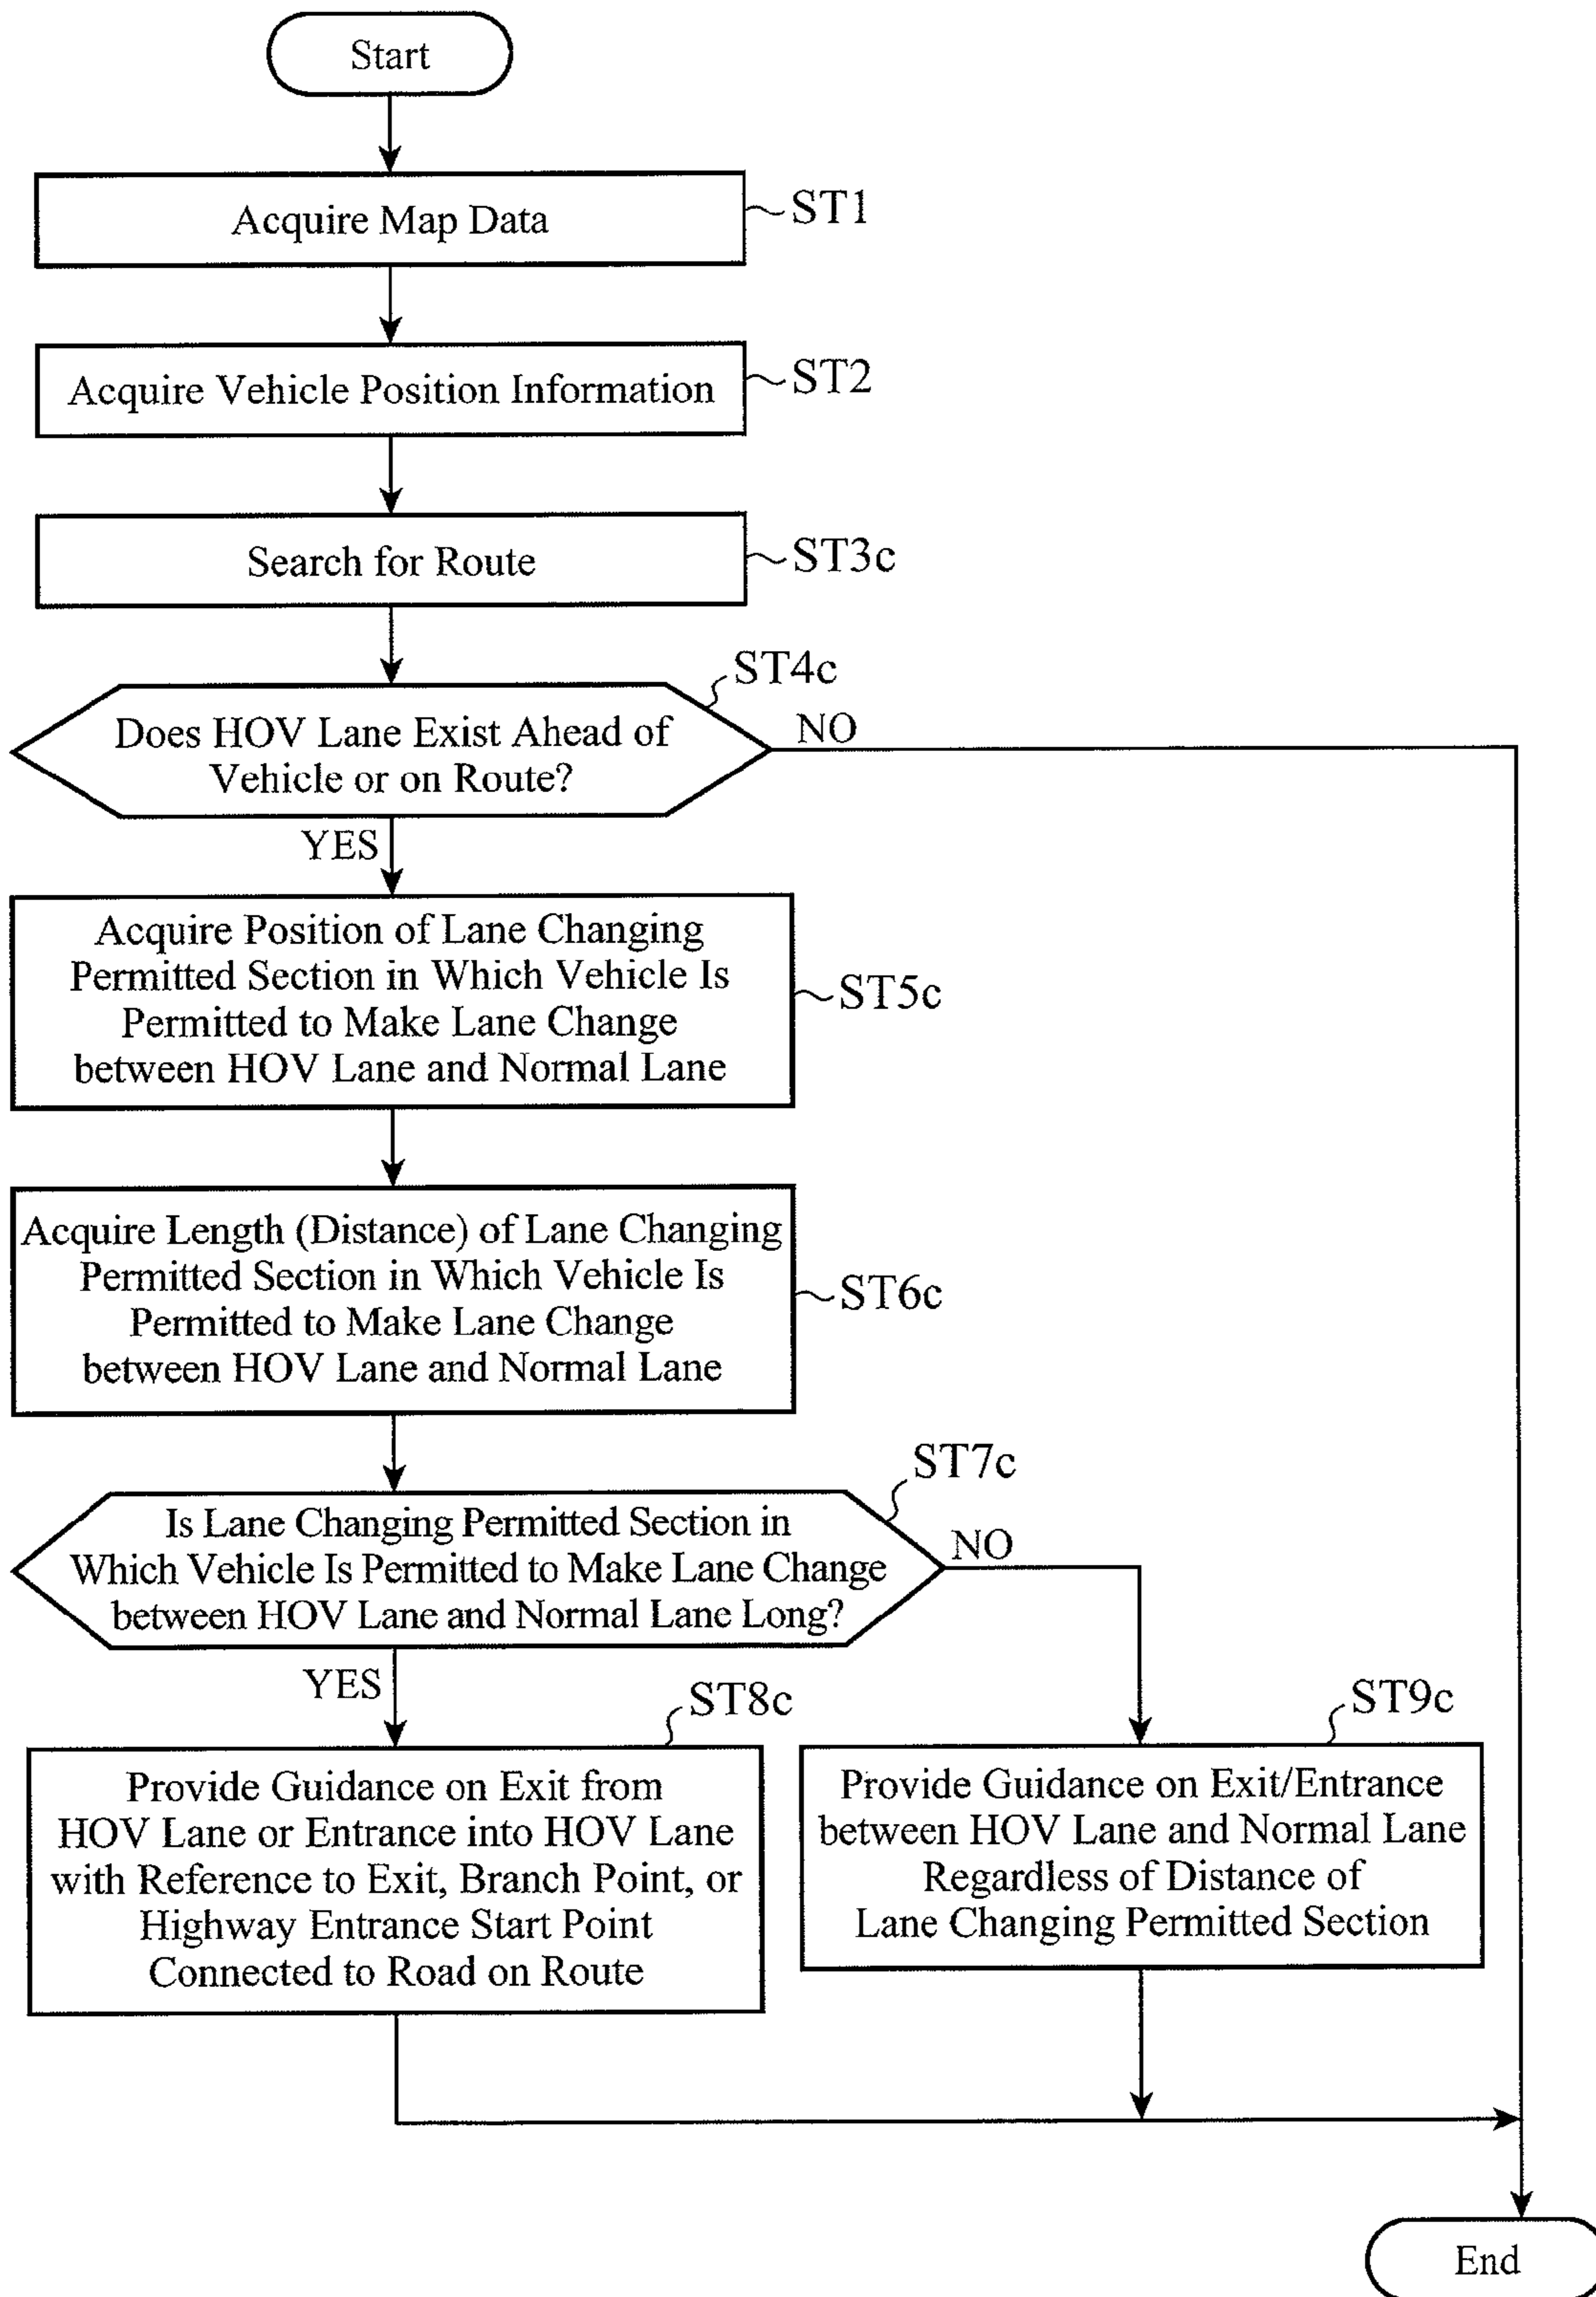 Start
Acquire Map Data
ST1
Acquire Vehicle Position Information
ST2
Search for Route
ST3c
ST4c
Does HOV Lane Exist Ahead of
Vehicle or on Route?
NO
YES
Acquire Position of Lane Changing
Permitted Section in Which Vehicle Is
Permitted to Make Lane Change
between HOV Lane and Normal Lane
ST5c
Acquire Length (Distance) of Lane Changing
Permitted Section in Which Vehicle Is
Permitted to Make Lane Change
between HOV Lane and Normal Lane
ST6c
ST7c
Is Lane Changing Permitted Section in
Which Vehicle Is Permitted to Make Lane Change
between HOV Lane and Normal Lane Long?
NO
YES
ST8c
Provide Guidance on Exit from
HOV Lane or Entrance into HOV Lane
with Reference to Exit, Branch Point, or
Highway Entrance Start Point
Connected to Road on Route
ST9c
Provide Guidance on Exit/Entrance
between HOV Lane and Normal Lane
Regardless of Distance of
Lane Changing Permitted Section
End